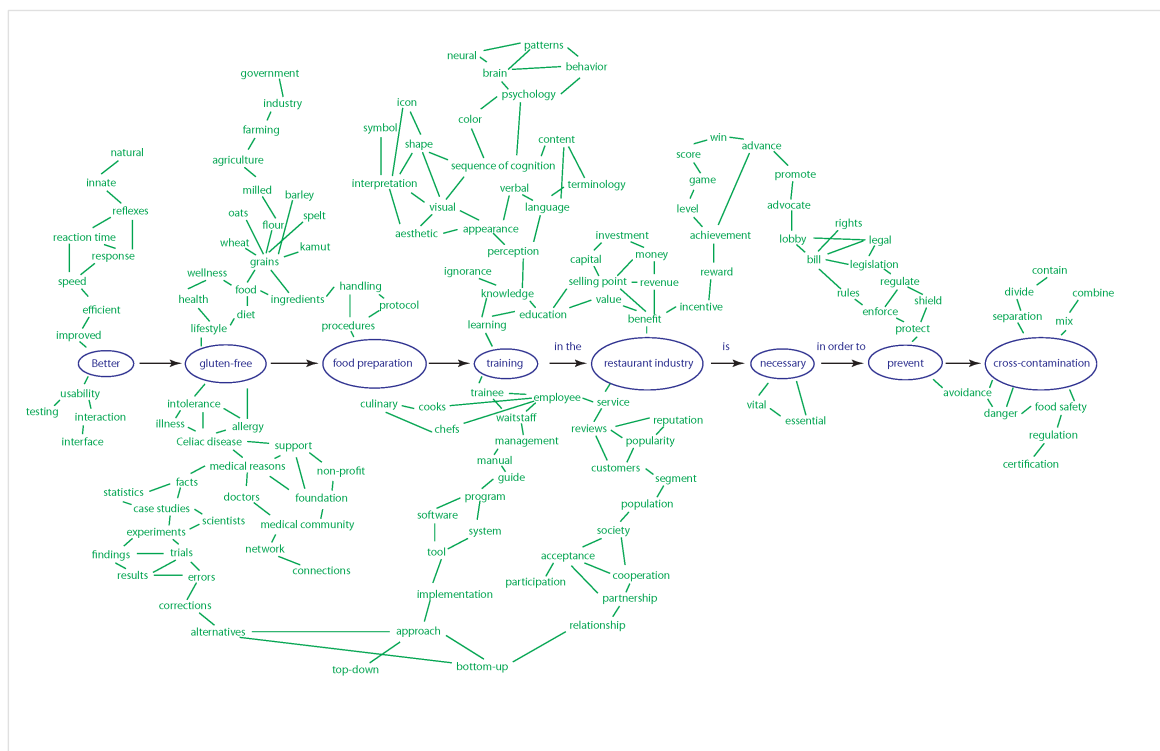 neural
patterns
brain
behavior
psychology
government
industry
farming
agriculture
milled
barley
oats
flour
spelt
wheat
kamut
grains
icon
symbol
shape
color
content
sequence of cognition
interpretation
verbal
terminology
visual
language
aesthetic
appearance
perception
win
advance
score
game
promote
level
advocate
achievement
rights
lobby
legal
bill
legislation
regulate
rules
shield
enforce
protect
natural
innate
reflexes
reaction time
response
speed
efficient
improved
wellness
food
health
ingredients
diet
lifestyle
handling
protocol
procedures
ignorance
knowledge
learning
education
investment
capital
money
selling point
revenue
value
benefit
reward
incentive
contain
divide
combine
separation
mix
Better
gluten-free
food preparation
training
in the
restaurant industry
is
necessary
in order to
prevent
cross-contamination
usability
testing
interaction
interface
intolerance
illness
allergy
Celiac disease
support
medical reasons
non-profit
facts
statistics
doctors
foundation
case studies
scientists
medical community
experiments
network
findings
trials
connections
results
errors
corrections
alternatives
culinary
cooks
chefs
trainee
employee
waitstaff
service
management
manual
guide
program
software
system
tool
implementation
approach
top-down
bottom-up
reviews
reputation
popularity
customers
segment
population
society
acceptance
participation
cooperation
partnership
relationship
vital
essential
avoidance
danger
food safety
regulation
certification